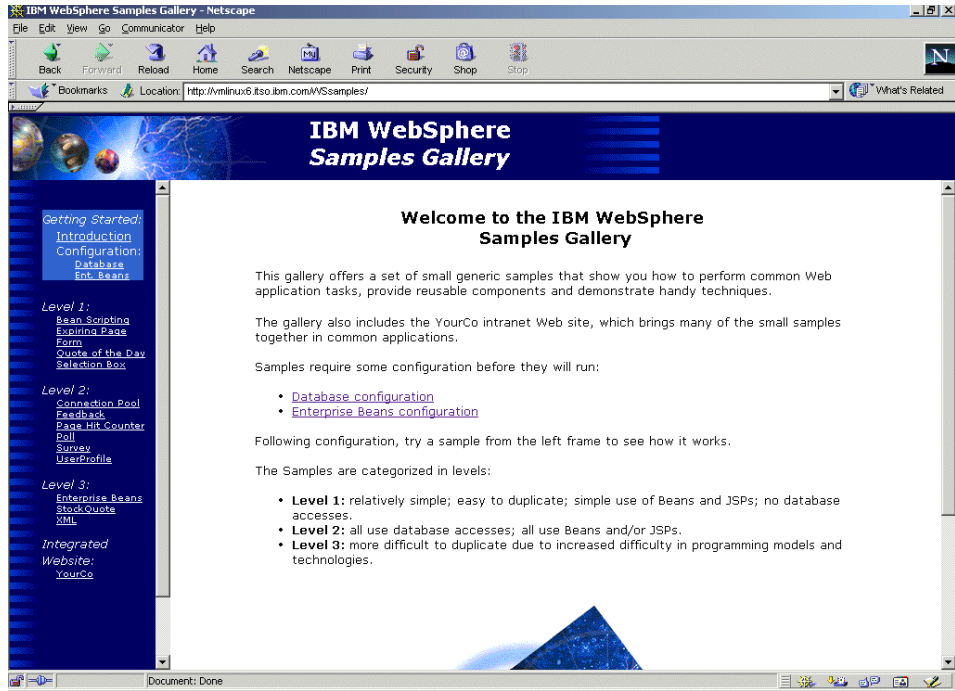 IBM WebSphere Samples Gallery - Netscape
File Edit View Go Communicator Help
Back Forward Reload Home Search Netscape Print Security Shop Stop
My
N
Bookmarks Location: http://vmlinux6.itso.ibm.com/WSsamples/ What's Related
IBM WebSphere
Samples Gallery
Getting Started:
Introduction
Configuration:
Database
Ent. Beans
Level 1:
Bean Scripting
Expiring Page
Form
Quote of the Day
Selection Box
Level 2:
Connection Pool
Feedback
Page Hit Counter
Poll
Survey
UserProfile
Level 3:
Enterprise Beans
StockQuote
XML
Integrated
Website:
YourCo
Welcome to the IBM WebSphere
Samples Gallery
This gallery offers a set of small generic samples that show you how to perform common Web
application tasks, provide reusable components and demonstrate handy techniques.
The gallery also includes the YourCo intranet Web site, which brings many of the small samples
together in common applications.
Samples require some configuration before they will run:
• Database configuration
• Enterprise Beans configuration
Following configuration, try a sample from the left frame to see how it works.
The Samples are categorized in levels:
• Level 1: relatively simple; easy to duplicate; simple use of Beans and JSPs; no database
accesses.
• Level 2: all use database accesses; all use Beans and/or JSPs.
• Level 3: more difficult to duplicate due to increased difficulty in programming models and
technologies.
Document: Done